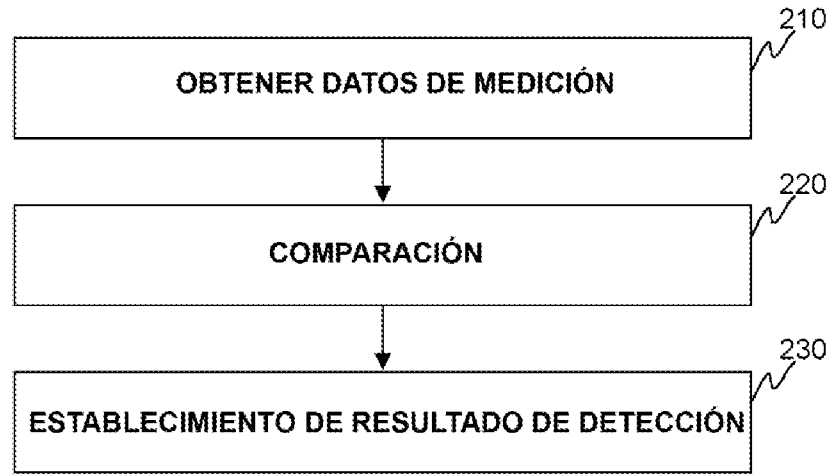 210
OBTENER DATOS DE MEDICIÓN
220
COMPARACIÓN
230
ESTABLECIMIENTO DE RESULTADO DE DETECCIÓN